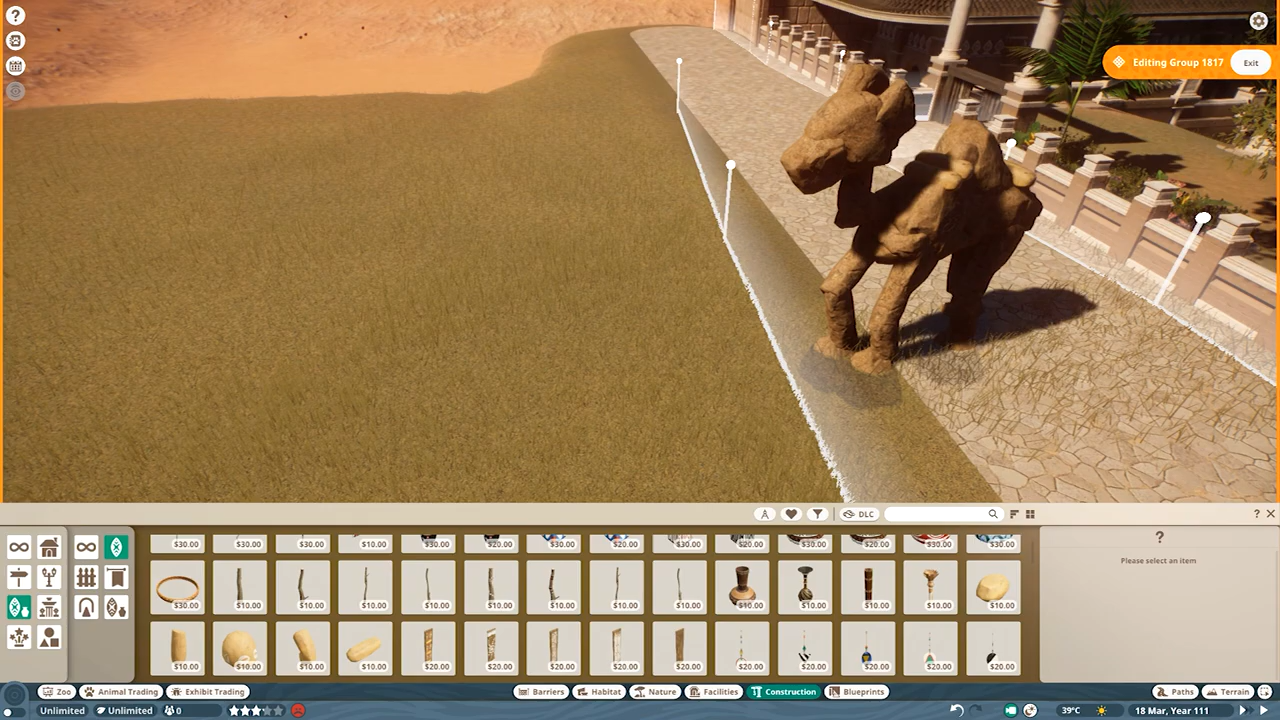 Editing Group 1817 Exit
DLC
?
Please select an item
$30.00 $30.00 $30.00 $10.00 $30.00 $20.00 $30.00 $20.00 $30.00 $20.00 $30.00 $20.00 $30.00 $30.00
$30.00 $10.00 $10.00 $10.00 $10.00 $10.00 $10.00 $10.00 $10.00 $10.00 $10.00 $10.00 $10.00 $10.00
$10.00 $10.00 $10.00 $10.00 $20.00 $20.00 $20.00 $20.00 $20.00 $20.00 $20.00 $20.00 $20.00 $20.00
Zoo Animal Trading Exhibit Trading Barriers Habitat Nature Facilities Construction Blueprints Paths Terrain
Unlimited Unlimited 0 39°C 18 Mar, Year 111